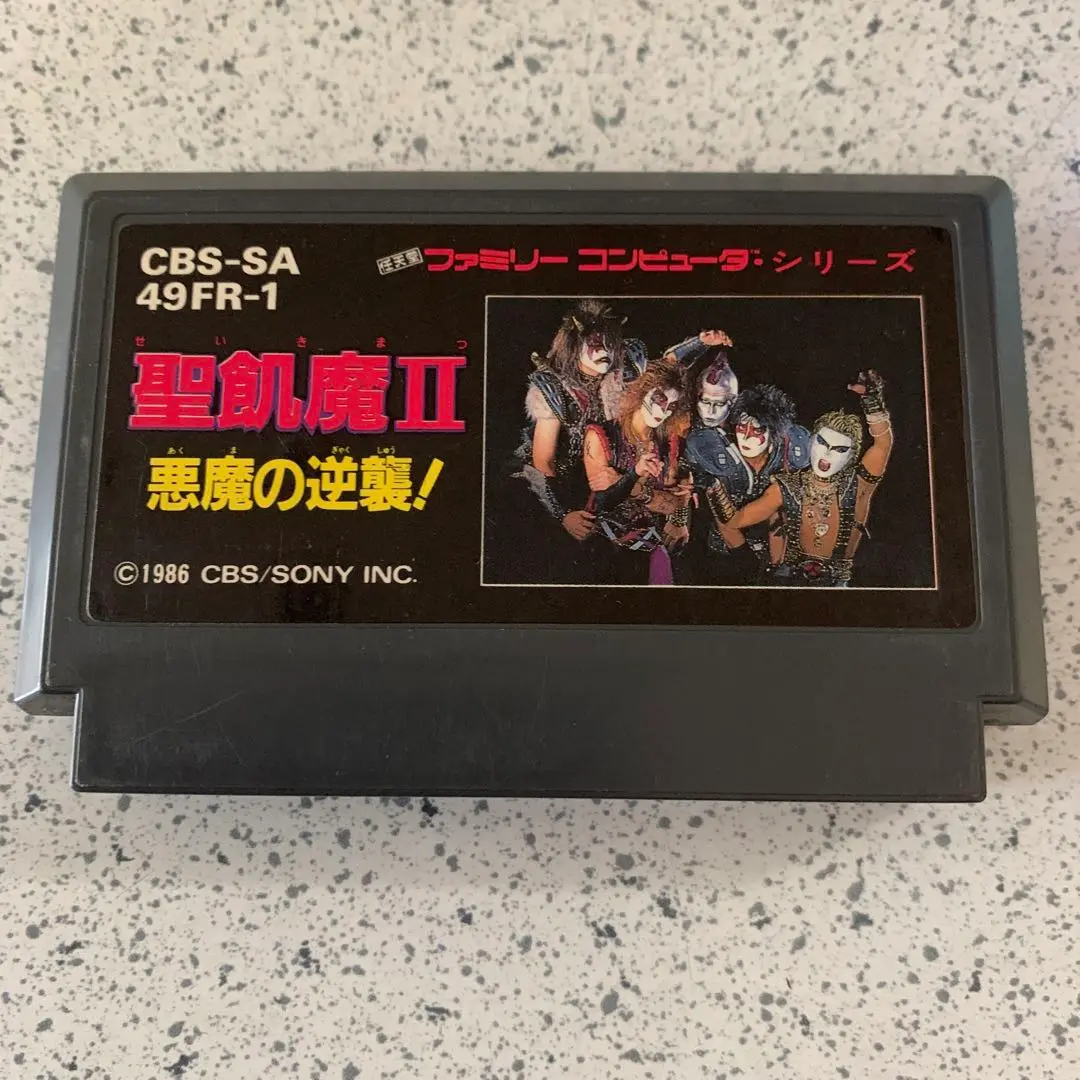 CBS-SA
49FR-1
任天堂 ファミリー コンピュータ™・シリーズ
せいきまつ
聖飢魔II
あくま ぎゃくしゅう
悪魔の逆襲!
©1986 CBS/SONY INC.